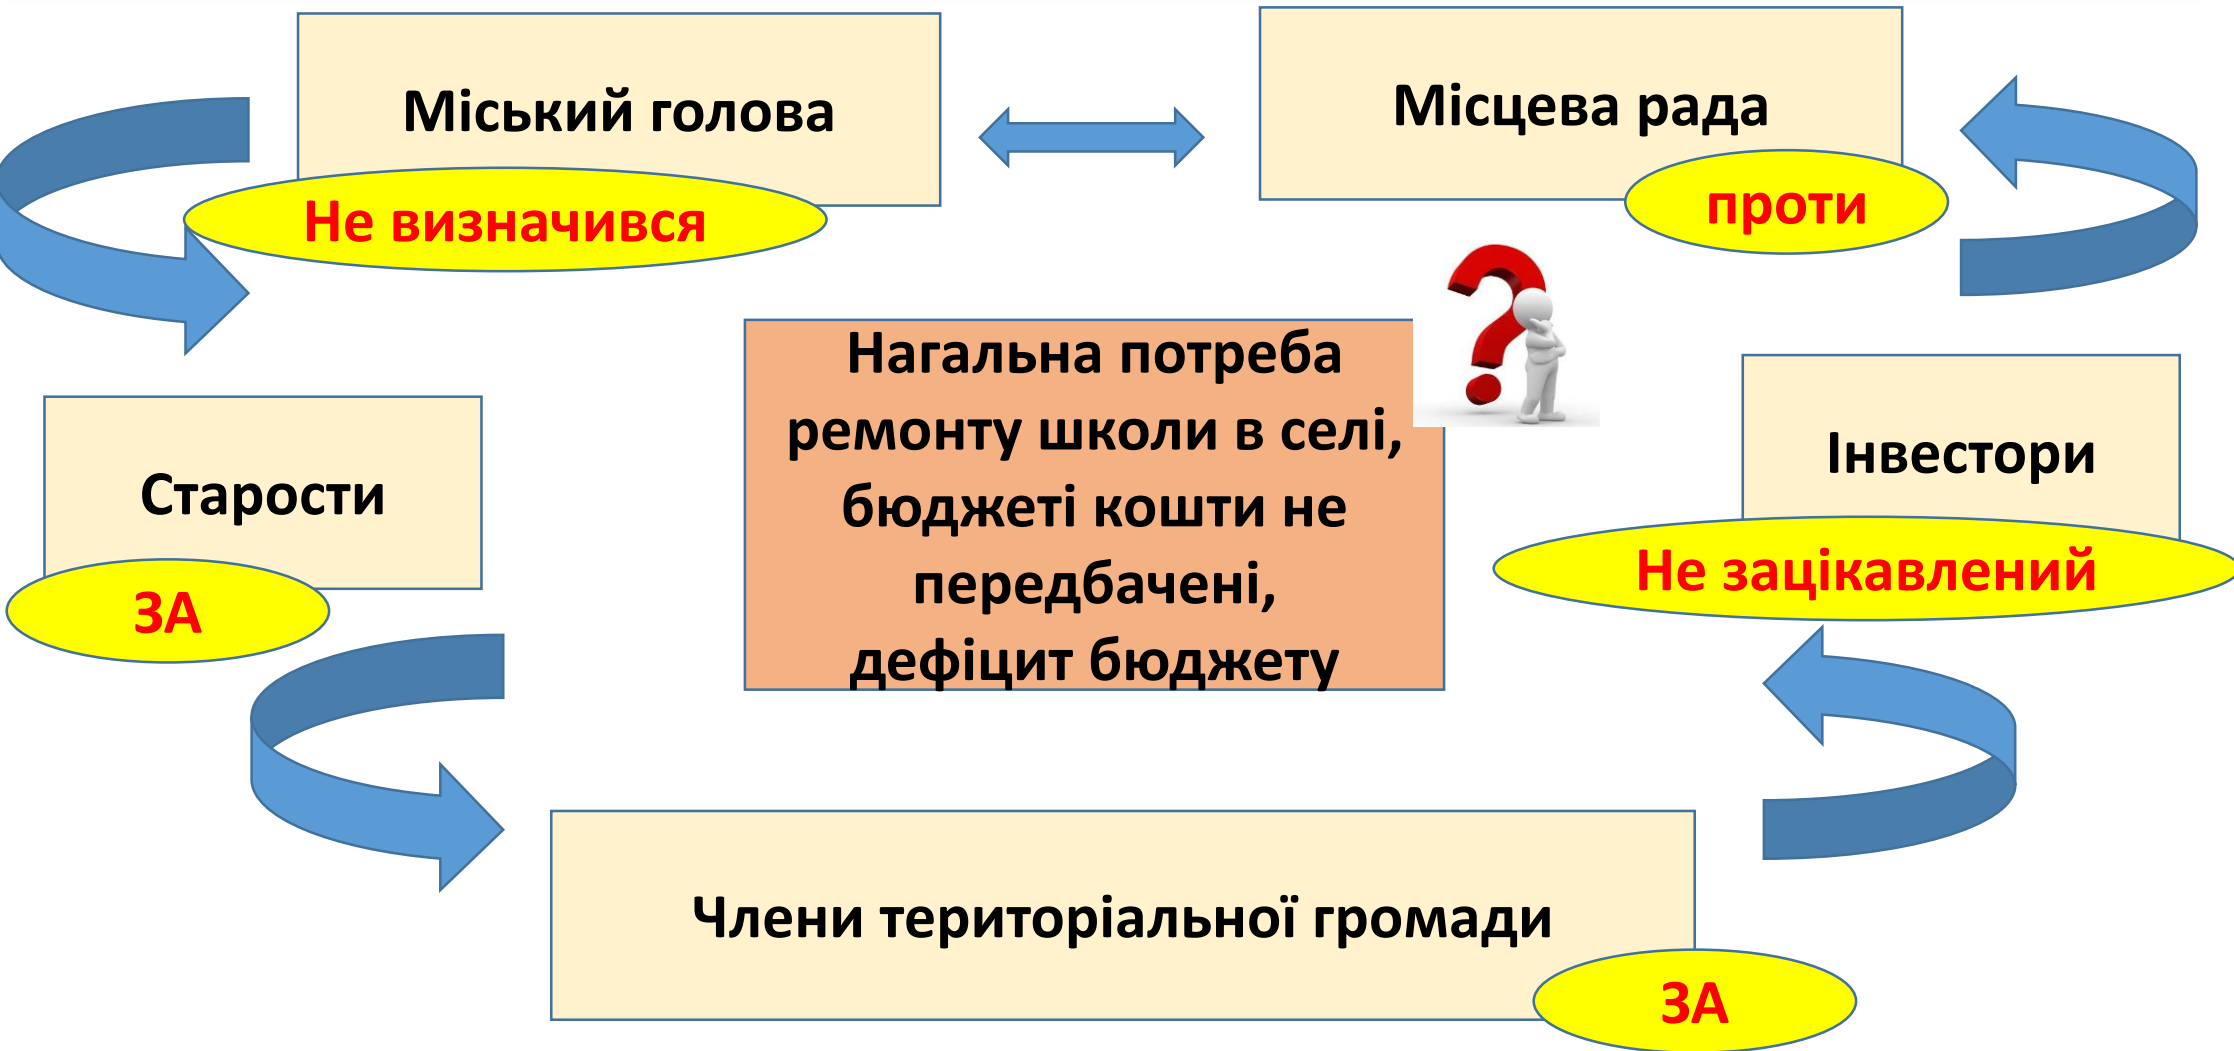 Міський голова
Не визначився
Місцева рада
проти
Старости
ЗА
Нагальна потреба
ремонту школи в селі,
бюджеті кошти не
передбачені,
дефіцит бюджету
Інвестори
Не зацікавлений
Члени територіальної громади
ЗА